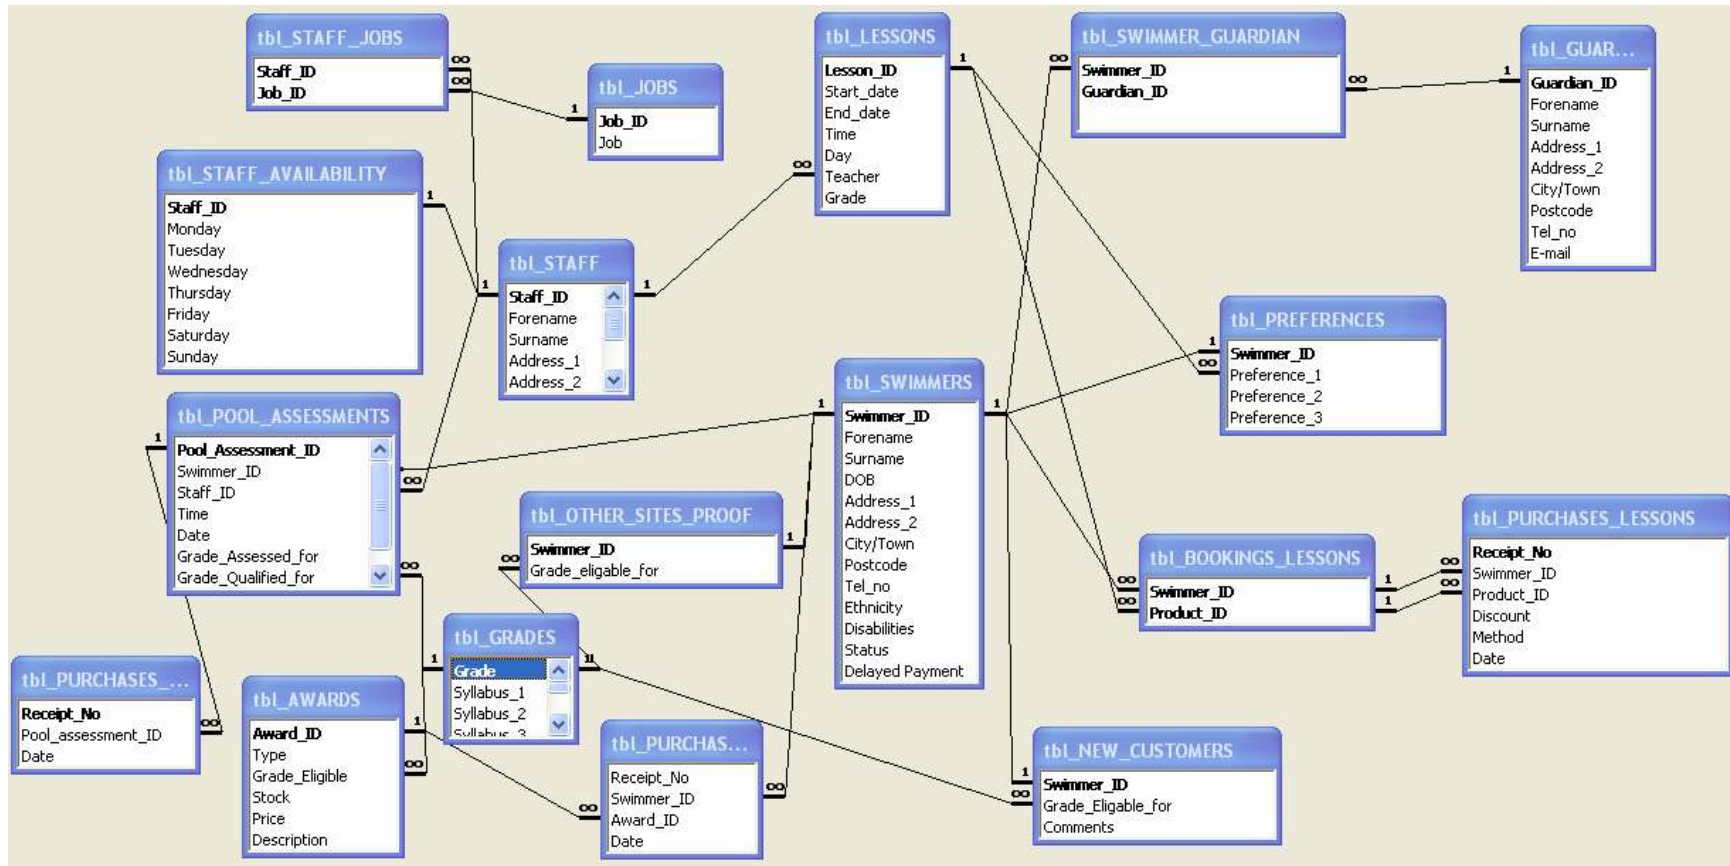 tbl_STAFF_JOBS
Staff_ID
Job_ID
tbl_JOBS
Job_ID
Job
tbl_LESSONS
Lesson_ID
Start_date
End_date
Time
Day
Teacher
Grade
tbl_SWIMMER_GUARDIAN
Swimmer_ID
Guardian_ID
tbl_GUAR...
Guardian_ID
Forename
Surname
Address_1
Address_2
City/Town
Postcode
Tel_no
E-mail
tbl_STAFF_AVAILABILITY
Staff_ID
Monday
Tuesday
Wednesday
Thursday
Friday
Saturday
Sunday
tbl_STAFF
Staff_ID
Forename
Surname
Address_1
Address_2
tbl_PREFERENCES
Swimmer_ID
Preference_1
Preference_2
Preference_3
tbl_POOL_ASSESSMENTS
Pool_Assessment_ID
Swimmer_ID
Staff_ID
Time
Date
Grade_Assessed_for
Grade_Qualified_for
tbl_SWIMMERS
Swimmer_ID
Forename
Surname
DOB
Address_1
Address_2
City/Town
Postcode
Tel_no
Ethnicity
Disabilities
Status
Delayed Payment
tbl_OTHER_SITES_PROOF
Swimmer_ID
Grade_eligable_for
tbl_BOOKINGS_LESSONS
Swimmer_ID
Product_ID
tbl_PURCHASES_LESSONS
Receipt_No
Swimmer_ID
Product_ID
Discount
Method
Date
tbl_GRADES
Grade
Syllabus_1
Syllabus_2
Syllabus_3
tbl_PURCHASES_...
Receipt_No
Pool_assessment_ID
Date
tbl_AWARDS
Award_ID
Type
Grade_Eligible
Stock
Price
Description
tbl_PURCHAS...
Receipt_No
Swimmer_ID
Award_ID
Date
tbl_NEW_CUSTOMERS
Swimmer_ID
Grade_Eligable_for
Comments